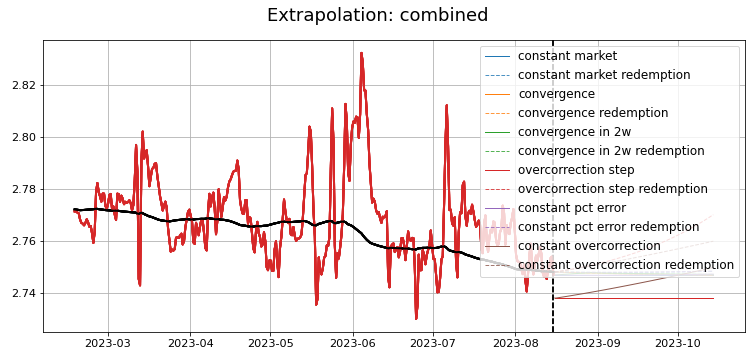 Extrapolation: combined
2.82
2.80
2.78
2.76
2.74
constant market
constant market redemption
convergence
convergence redemption
convergence in 2w
convergence in 2w redemption
overcorrection step
overcorrection step redemption
constant pct error
constant pct error redemption
constant overcorrection
constant overcorrection redemption
2023-03 2023-04 2023-05 2023-06 2023-07 2023-08 2023-09 2023-10